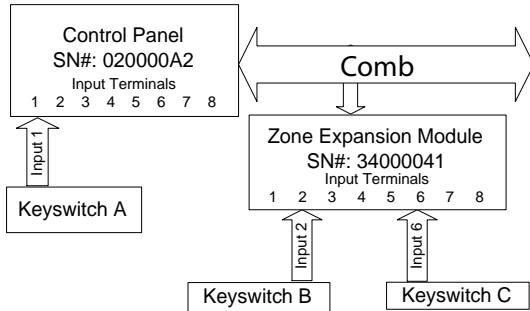 Control Panel
SN#: 020000A2
Input Terminals
1 2 3 4 5 6 7 8
Comb
Input 1
Keyswitch A
Zone Expansion Module
SN#: 34000041
Input Terminals
1 2 3 4 5 6 7 8
Input 2
Input 6
Keyswitch B
Keyswitch C